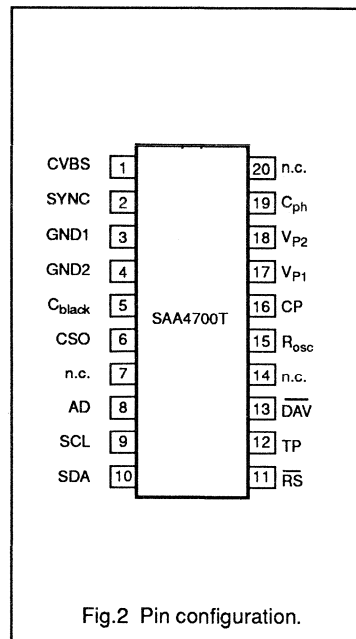 CVBS 1 20 n.c.
SYNC 2 19 Cph
GND1 3 18 VP2
GND2 4 17 VP1
Cblack 5 16 CP
SAA4700T
CSO 6 15 Rosc
n.c. 7 14 n.c.
AD 8 13 D̅A̅V̅
SCL 9 12 TP
SDA 10 11 R̅S̅
Fig.2 Pin configuration.